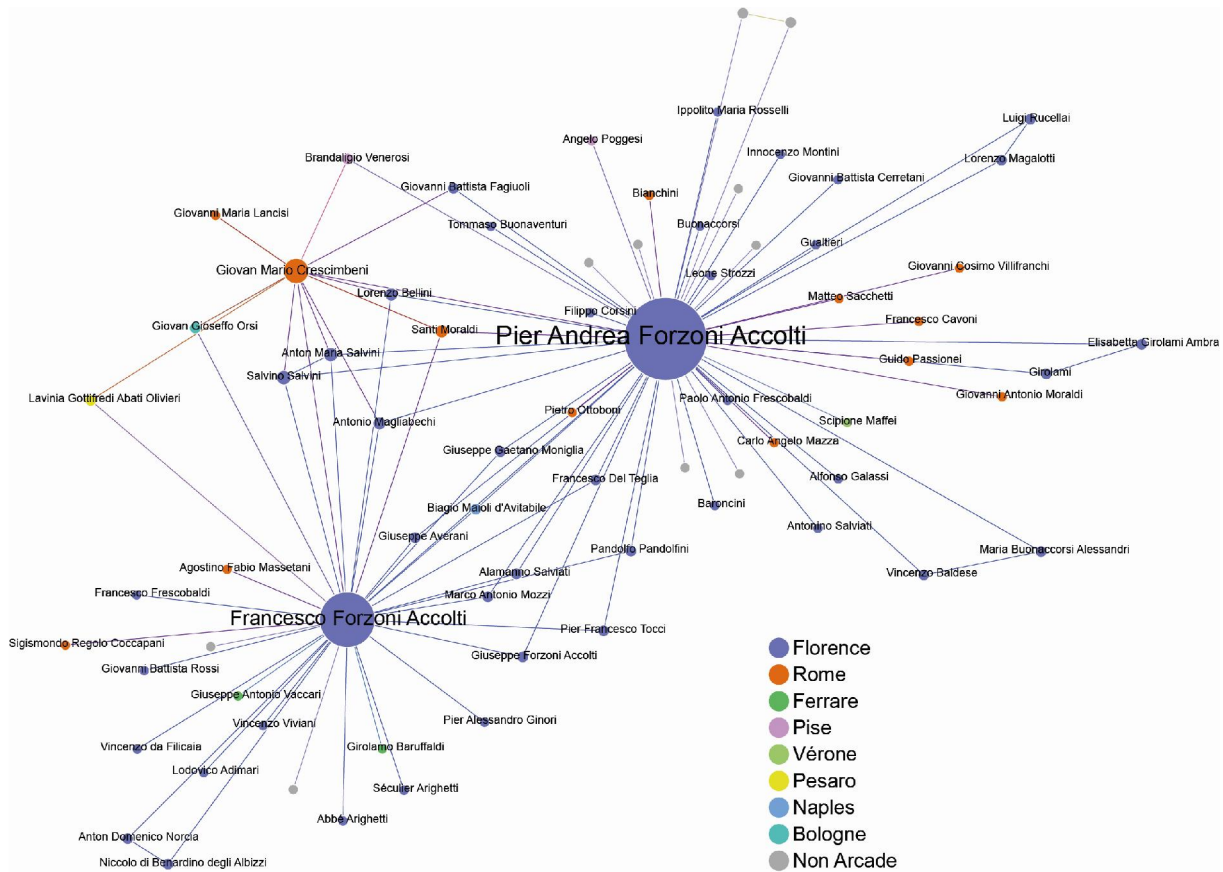 Ippolito Maria Rosselli
Luigi Rucellai
Angelo Poggesi
Innocenzo Montini
Brandaligio Venerosi
Lorenzo Magalotti
Giovanni Battista Fagiuoli
Giovanni Battista Cerretani
Bianchini
Giovanni Maria Lancisi
Tommaso Buonaventuri
Buonaccorsi
Gualtieri
Giovan Mario Crescimbeni
Leone Strozzi
Giovanni Cosimo Villifranchi
Lorenzo Bellini
Matteo Sacchetti
Filippo Corsini
Francesco Cavoni
Giovan Gioseffo Orsi
Santi Moraldi
Pier Andrea Forzoni Accolti
Elisabetta Girolami Ambra
Anton Maria Salvini
Guido Passionei
Girolami
Salvino Salvini
Giovanni Antonio Moraldi
Lavinia Gottifredi Abati Olivieri
Paolo Antonio Frescobaldi
Pietro Ottoboni
Antonio Magliabechi
Scipione Maffei
Carlo Angelo Mazza
Giuseppe Gaetano Moniglia
Francesco Del Teglia
Alfonso Galassi
Biagio Maioli d'Avitabile
Baroncini
Antonino Salviati
Giuseppe Averani
Pandolfo Pandolfini
Maria Buonaccorsi Alessandri
Agostino Fabio Massetani
Alamanno Salviati
Vincenzo Baldese
Francesco Frescobaldi
Marco Antonio Mozzi
Francesco Forzoni Accolti
Pier Francesco Tocci
Sigismondo Regolo Coccapani
Giuseppe Forzoni Accolti
Giovanni Battista Rossi
Giuseppe Antonio Vaccari
Vincenzo Viviani
Pier Alessandro Ginori
Vincenzo da Filicaia
Girolamo Baruffaldi
Lodovico Adimari
Séculier Arighetti
Abbé Arighetti
Anton Domenico Norcia
Niccolo di Benardino degli Albizzi
Florence
Rome
Ferrare
Pise
Vérone
Pesaro
Naples
Bologne
Non Arcade